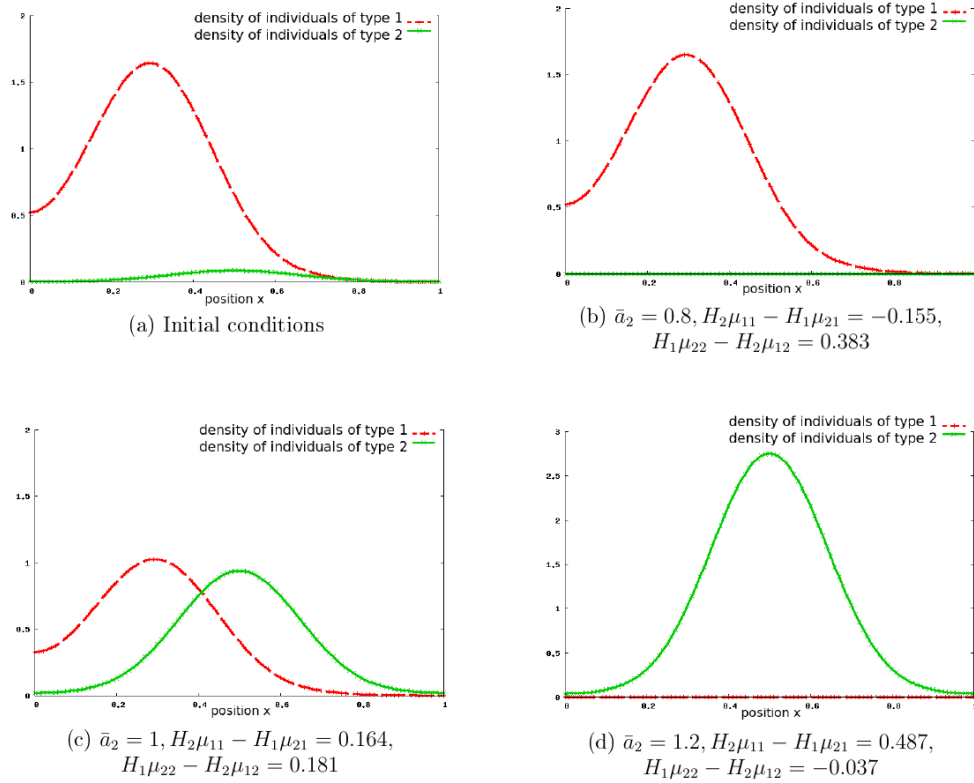 density of individuals of type 1
density of individuals of type 2
2
1.5
1
0.5
0
0 0.2 0.4 0.6 0.8 1
position x
(a) Initial conditions
density of individuals of type 1
density of individuals of type 2
2
1.5
1
0.5
0
0 0.2 0.4 0.6 0.8 1
position x
(b) ā₂ = 0.8, H₂μ₁₁ − H₁μ₂₁ = −0.155,
H₁μ₂₂ − H₂μ₁₂ = 0.383
density of individuals of type 1
density of individuals of type 2
2
1.5
1
0.5
0
0 0.2 0.4 0.6 0.8 1
position x
(c) ā₂ = 1, H₂μ₁₁ − H₁μ₂₁ = 0.164,
H₁μ₂₂ − H₂μ₁₂ = 0.181
density of individuals of type 1
density of individuals of type 2
3
2.5
2
1.5
1
0.5
0
0 0.2 0.4 0.6 0.8 1
position x
(d) ā₂ = 1.2, H₂μ₁₁ − H₁μ₂₁ = 0.487,
H₁μ₂₂ − H₂μ₁₂ = −0.037